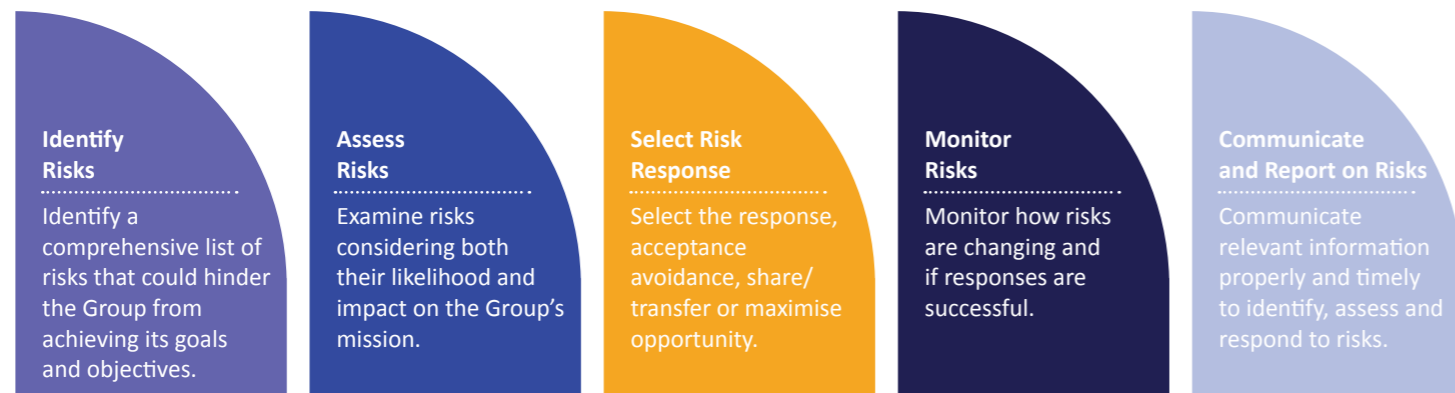 Identify
Risks
Identify a
comprehensive list of
risks that could hinder
the Group from
achieving its goals
and objectives.
Assess
Risks
Examine risks
considering both
their likelihood and
impact on the Group's
mission.
Select Risk
Response
Select the response,
acceptance
avoidance, share/
transfer or maximise
opportunity.
Monitor
Risks
Monitor how risks
are changing and
if responses are
successful.
Communicate
and Report on Risks
Communicate
relevant information
properly and timely
to identify, assess and
respond to risks.